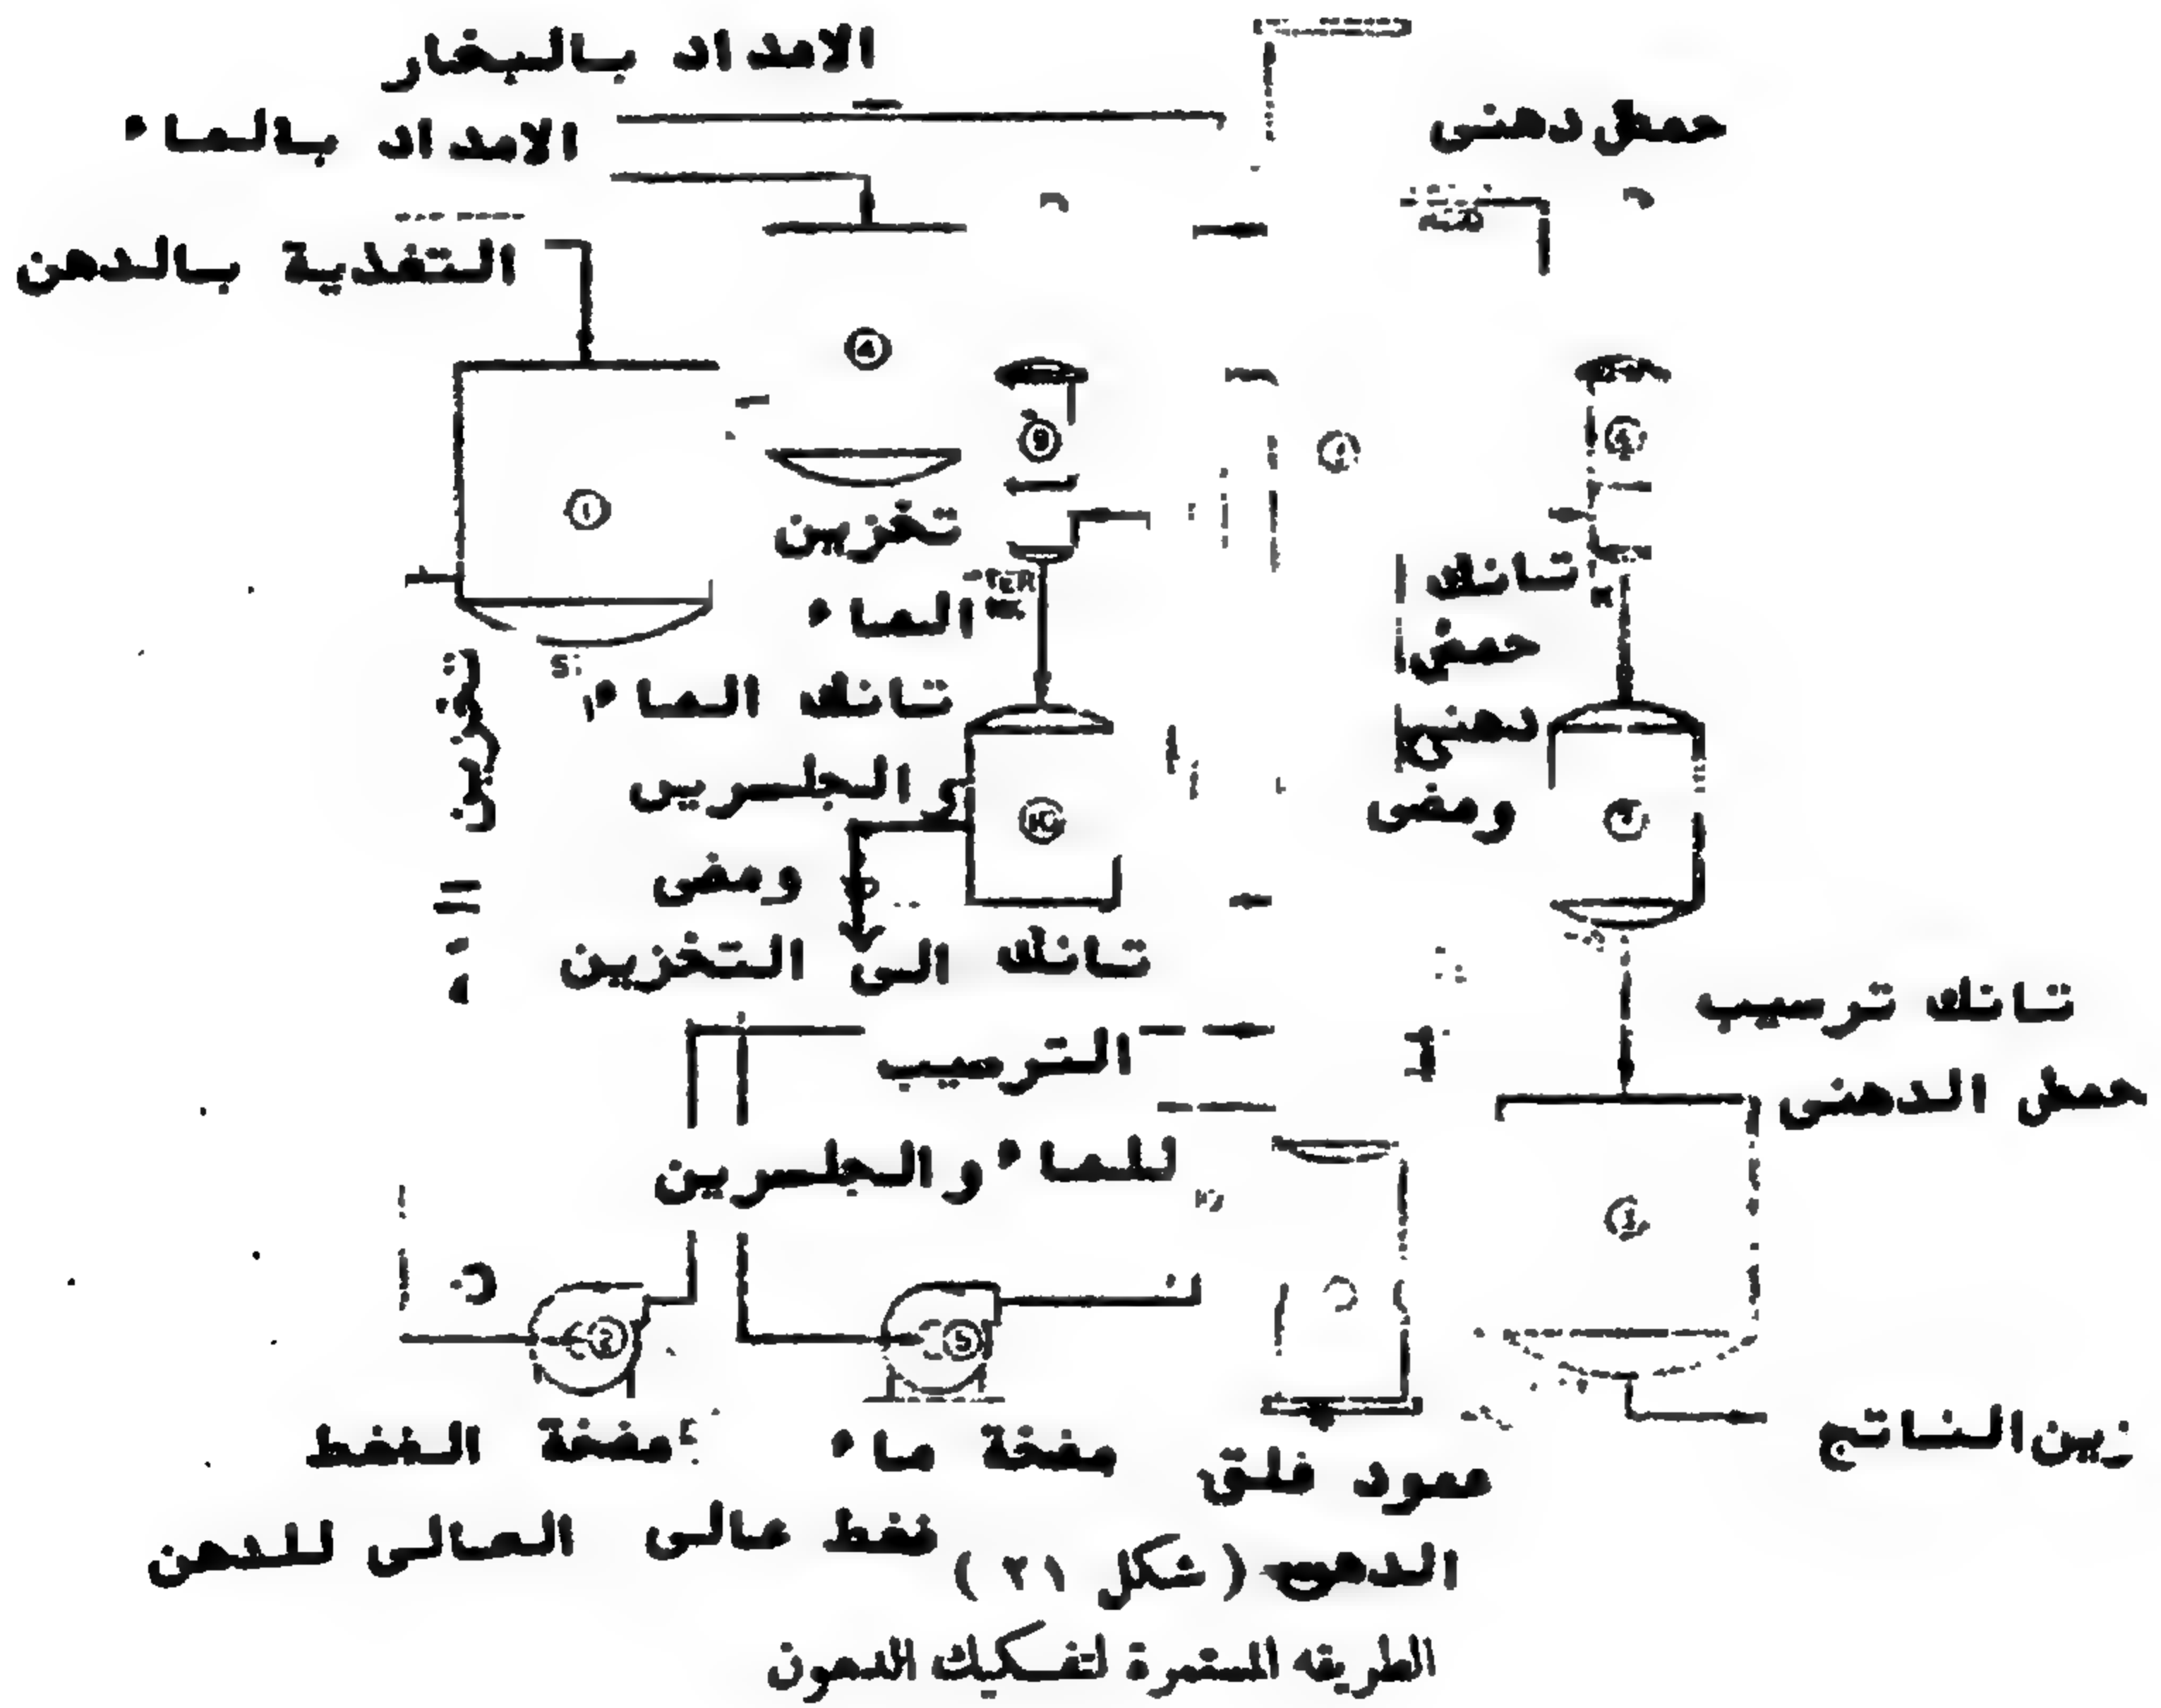 الامداد بالبخار
الامداد بالماء
حمض دهنى
التغذية بالدهن
تخزين
الماء
تانك الماء
و الجلسرين
ومضى
تانك
حمض
دهنى
ومضى
تانك الى التخزين
الترسيب
للماء والجلسرين
تانك ترسيب
حمض الدهنى
زين الناتج
مضخة الضغط
العالى للدهن
مضخة ماء
ضغط عالى
عمود فلق
الدهن
(شكل ٢١)
الطريقه المستمرة لتفكيك الدهون